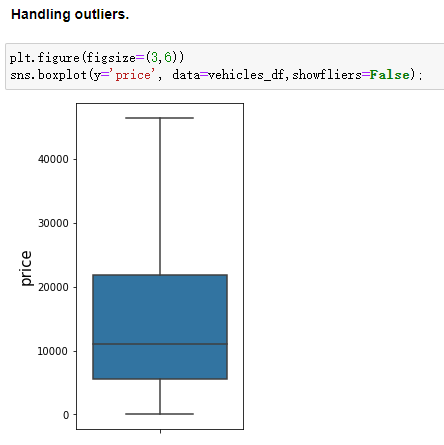 Handling outliers.
plt.figure(figsize=(3,6))
sns.boxplot(y='price', data=vehicles_df,showfliers=False);
40000
30000
20000
10000
0
price